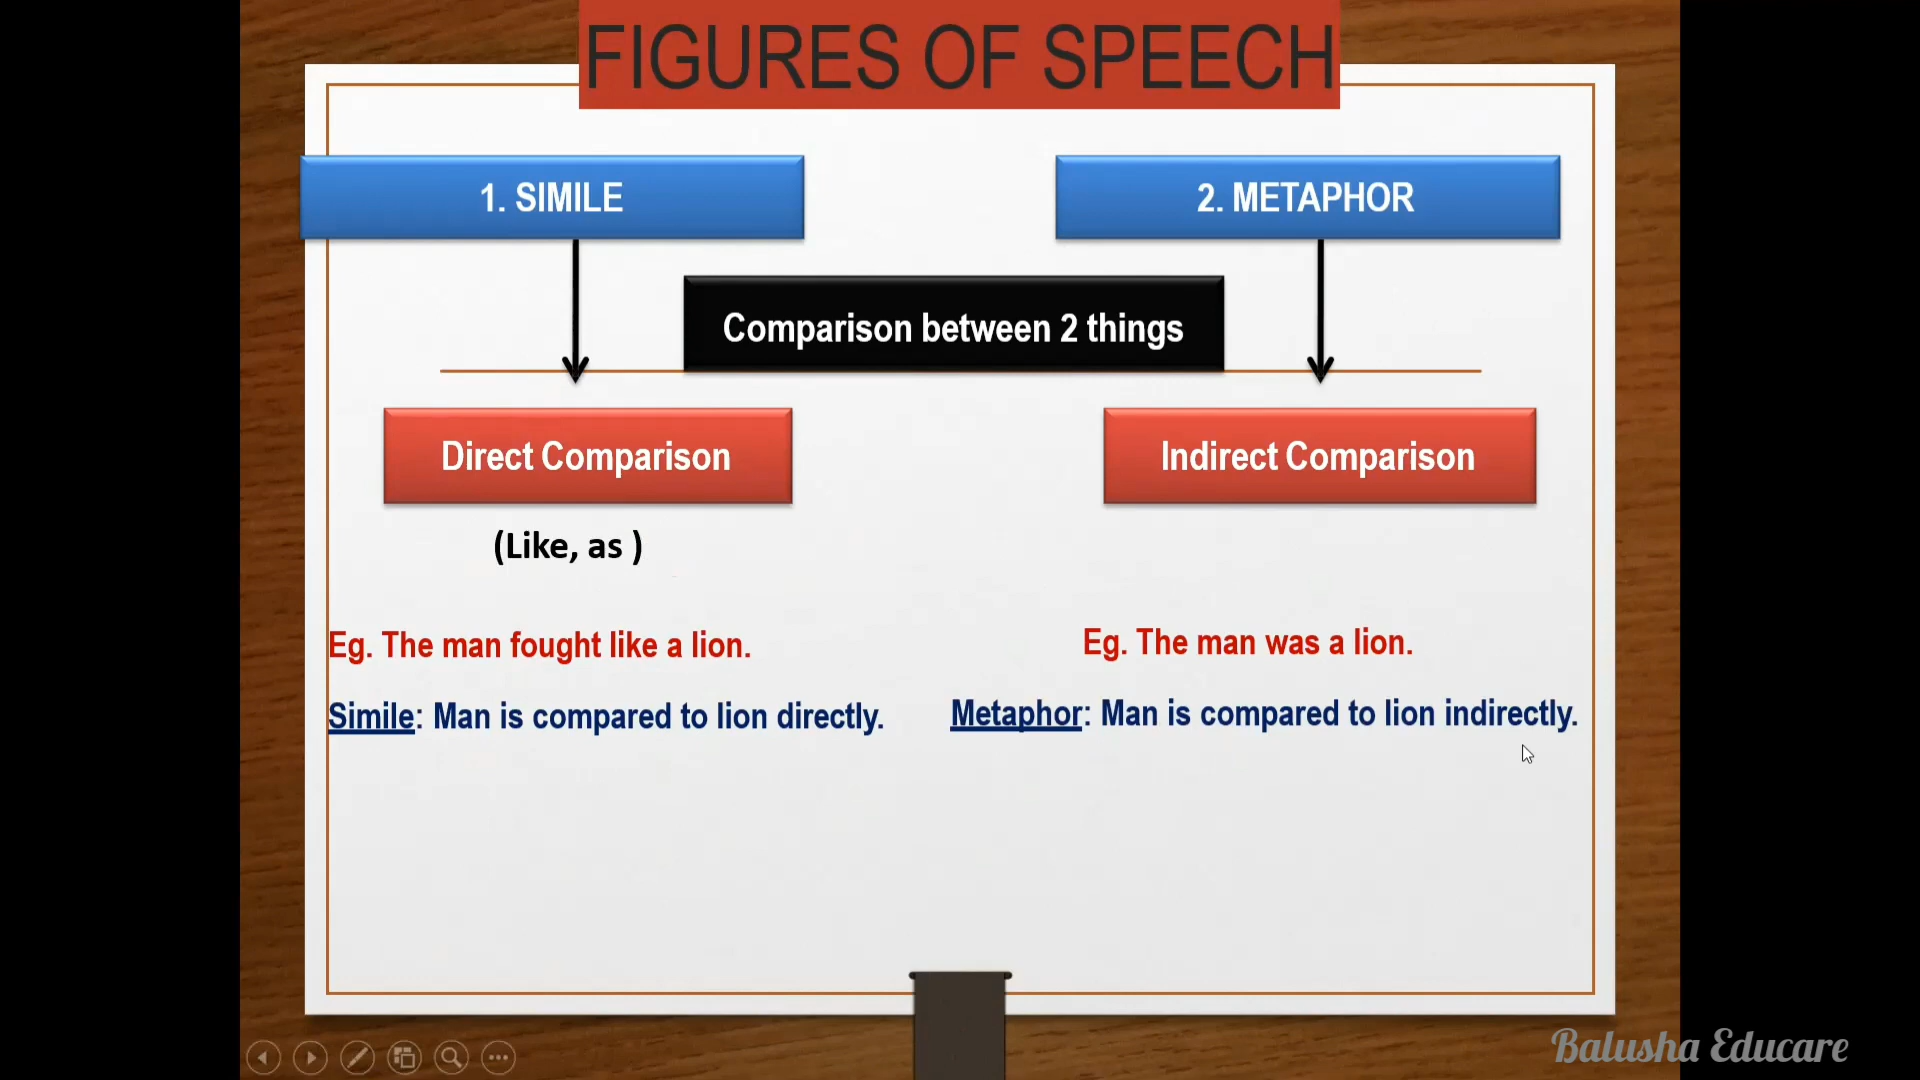 FIGURES OF SPEECH
1. SIMILE
2. METAPHOR
Comparison between 2 things
Direct Comparison
Indirect Comparison
(Like, as )
Eg. The man fought like a lion.
Eg. The man was a lion.
Simile: Man is compared to lion directly.
Metaphor: Man is compared to lion indirectly.
Balusha Educare